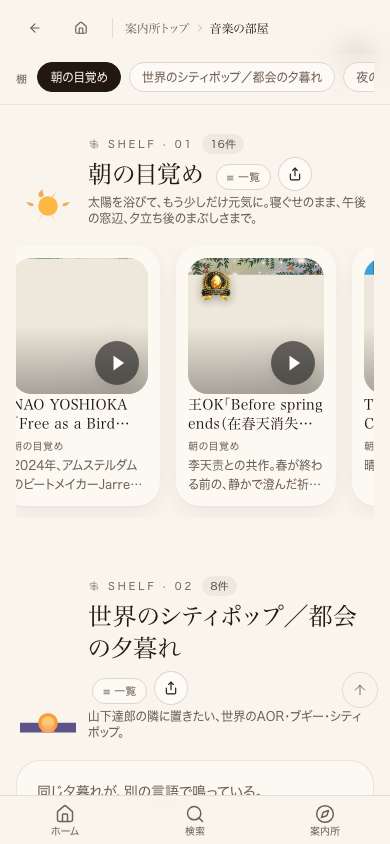 案内所トップ > 音楽の部屋
棚 朝の目覚め 世界のシティポップ／都会の夕暮れ 夜の
SHELF · 01 16件
朝の目覚め 一覧
太陽を浴びて、もう少しだけ元気に。寝ぐせのまま、午後
の窓辺、夕立ち後のまぶしさまで。
NAO YOSHIOKA
「Free as a Bird…
朝の目覚め
2024年、アムステルダム
のビートメイカーJarre…
王OK「Before spring
ends（在春天消失…
朝の目覚め
李天责との共作。春が終わ
る前の、静かで澄んだ祈…
T
C
朝
晴
SHELF · 02 8件
世界のシティポップ／都会
の夕暮れ
一覧
山下達郎の隣に置きたい、世界のAOR・ブギー・シティ
ポップ。
同じ夕暮れが、別の言語で鳴っている。
ホーム 検索 案内所